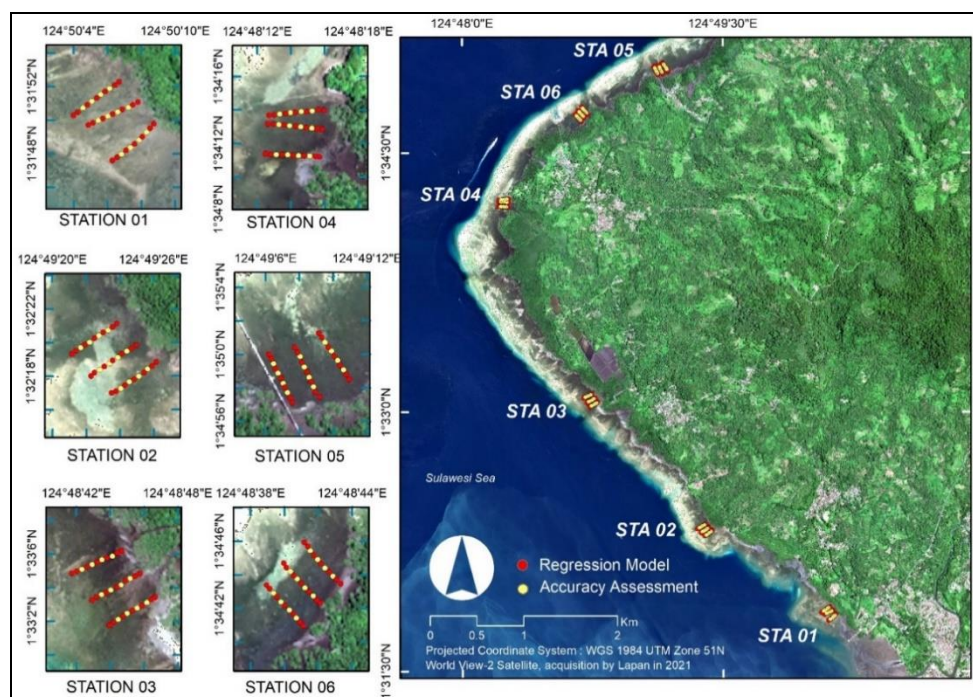 124°50'4"E
124°50'10"E
1°31'52"N
1°31'48"N
STATION 01
124°48'12"E
124°48'18"E
1°34'16"N
1°34'12"N
1°34'8"N
STATION 04
124°49'20"E
124°49'26"E
1°32'22"N
1°32'18"N
STATION 02
124°49'6"E
124°49'12"E
1°35'4"N
1°35'0"N
1°34'56"N
STATION 05
124°48'42"E
124°48'48"E
1°33'6"N
1°33'2"N
STATION 03
124°48'38"E
124°48'44"E
1°34'46"N
1°34'42"N
STATION 06
124°48'0"E
124°49'30"E
1°34'30"N
1°33'0"N
1°31'30"N
STA 05
STA 06
STA 04
STA 03
STA 02
STA 01
Sulawesi Sea
Regression Model
Accuracy Assessment
Km
0 0.5 1 2
Projected Coordinate System : WGS 1984 UTM Zone 51N
World View-2 Satellite, acquisition by Lapan in 2021